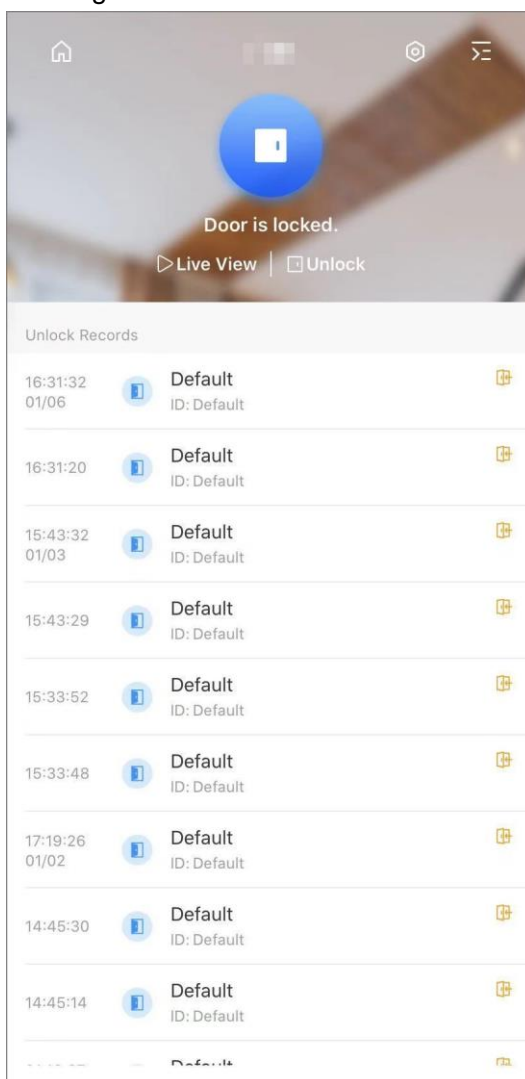 Door is locked.
Live View | Unlock
Unlock Records
16:31:32
01/06
Default
ID: Default
16:31:20
Default
ID: Default
15:43:32
01/03
Default
ID: Default
15:43:29
Default
ID: Default
15:33:52
Default
ID: Default
15:33:48
Default
ID: Default
17:19:26
01/02
Default
ID: Default
14:45:30
Default
ID: Default
14:45:14
Default
ID: Default
Default